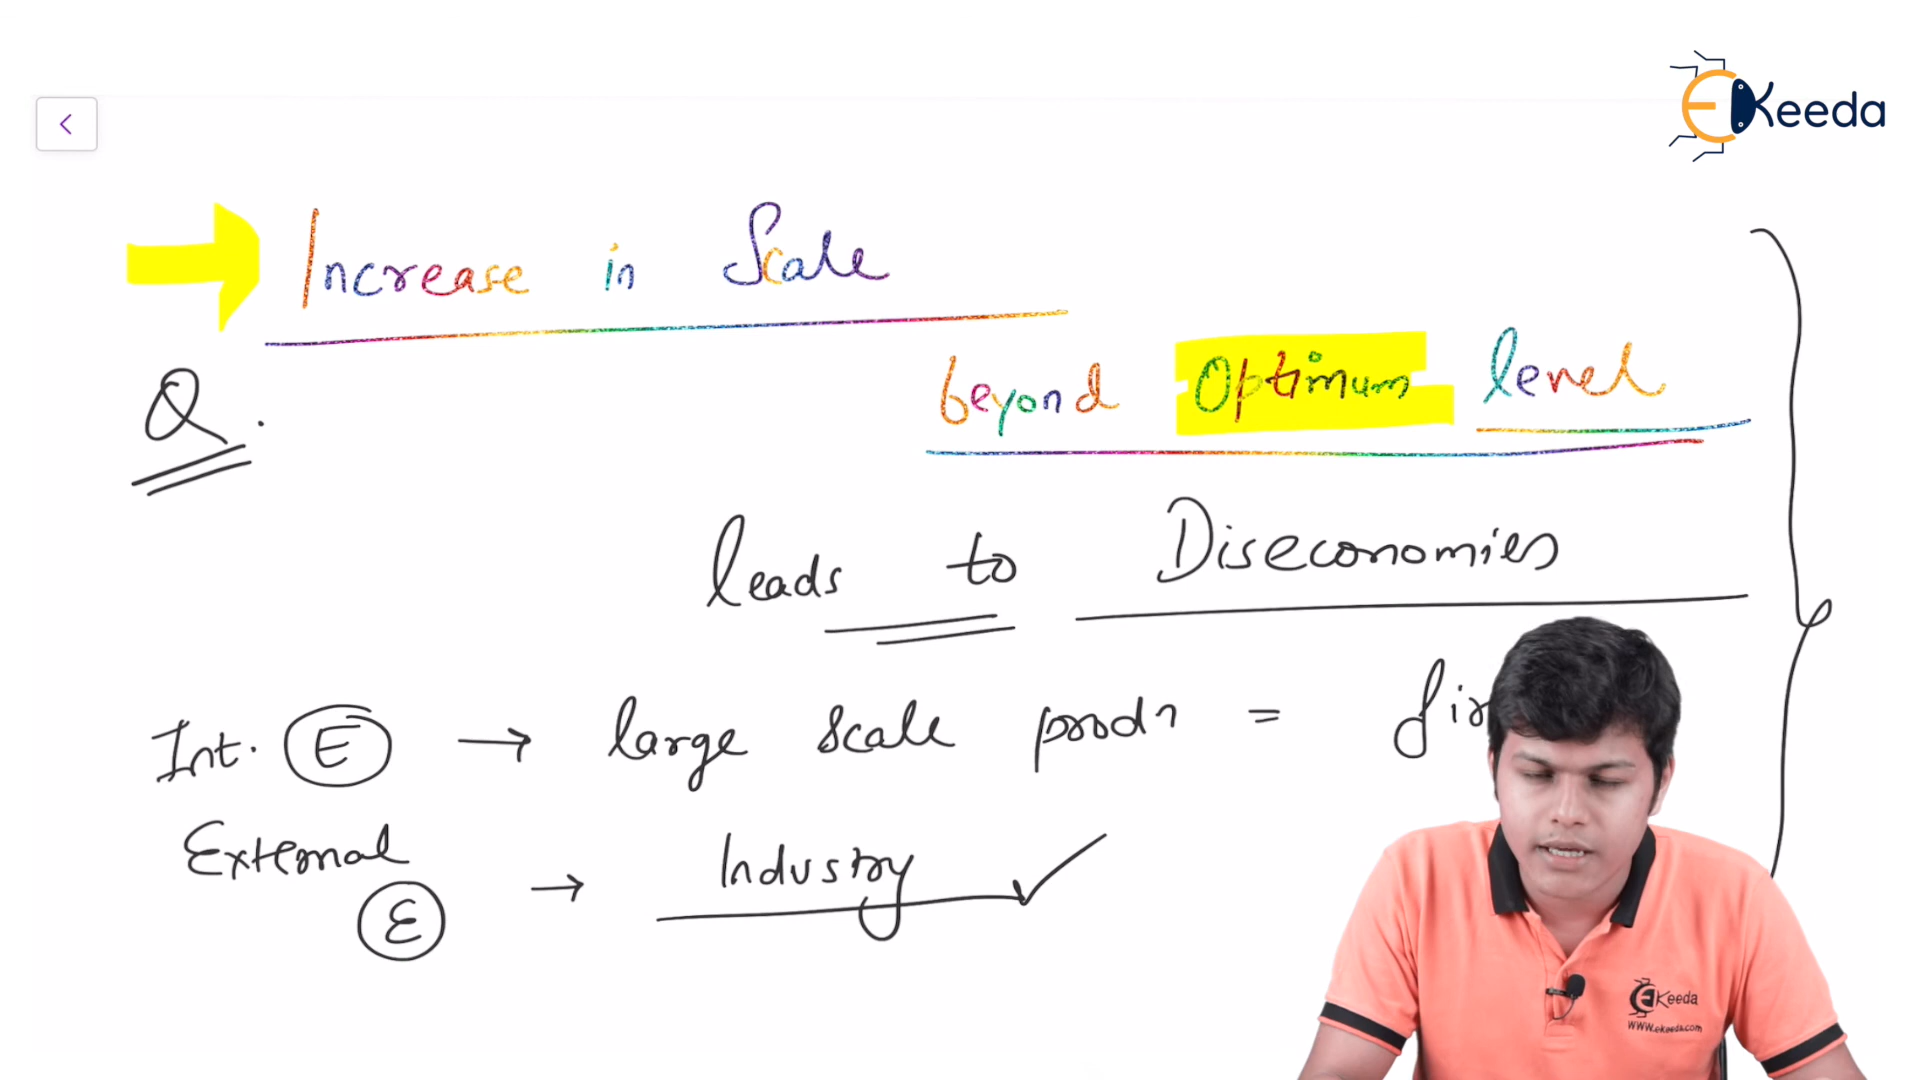 EKeeda
Increase in Scale
Q.
beyond Optimum level
leads to Diseconomies
Int. E → large scale prodn =
External
E → Industry
EKeeda
www.ekeeda.com